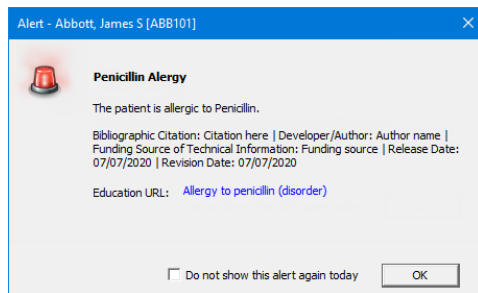 Alert - Abbott, James S [ABB101]
Penicillin Alergy
The patient is allergic to Penicillin.
Bibliographic Citation: Citation here | Developer/Author: Author name |
Funding Source of Technical Information: Funding source | Release Date:
07/07/2020 | Revision Date: 07/07/2020
Education URL: Allergy to penicillin (disorder)
Do not show this alert again today
OK